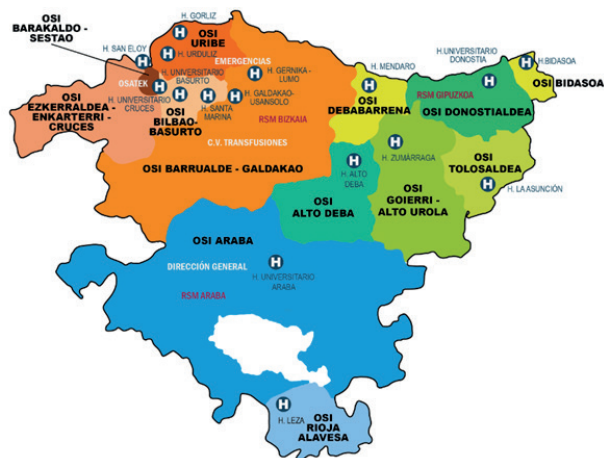 H. GORLIZ
OSI
BARAKALDO -
SESTAO
H. SAN ELOY
H
OSI
URIBE
H
H. URDULIZ
EMERGENCIAS
H
H. UNIVERSITARIO
BASURTO
OSATEK
H
H
H. GERNIKA-
LUMO
H
H. UNIVERSITARIO
CRUCES
H
H
H. SANTA
MARINA
H
H. GALDAKAO-
USANSOLO
OSI
EZKERRALDEA-
ENKARTERRI -
CRUCES
OSI
BILBAO-
BASURTO
RSM BIZKAIA
C.V. TRANSFUSIONES
OSI BARRUALDE - GALDAKAO
H. MENDARO
H
OSI
DEBABARRENA
H.UNIVERSITARIO
DONOSTIA
H
RSM GIPUZKOA
OSI DONOSTIALDEA
H
H.BIDASOA
OSI
BIDASOA
H
H. ZUMÁRRAGA
H
H. ALTO
DEBA
OSI
TOLOSALDEA
H
H. LA ASUNCIÓN
OSI
ALTO DEBA
OSI
GOIERRI -
ALTO UROLA
OSI ARABA
DIRECCIÓN GENERAL
H
H. UNIVERSITARIO
ARABA
RSM ARABA
H
H. LEZA
OSI
RIOJA
ALAVESA